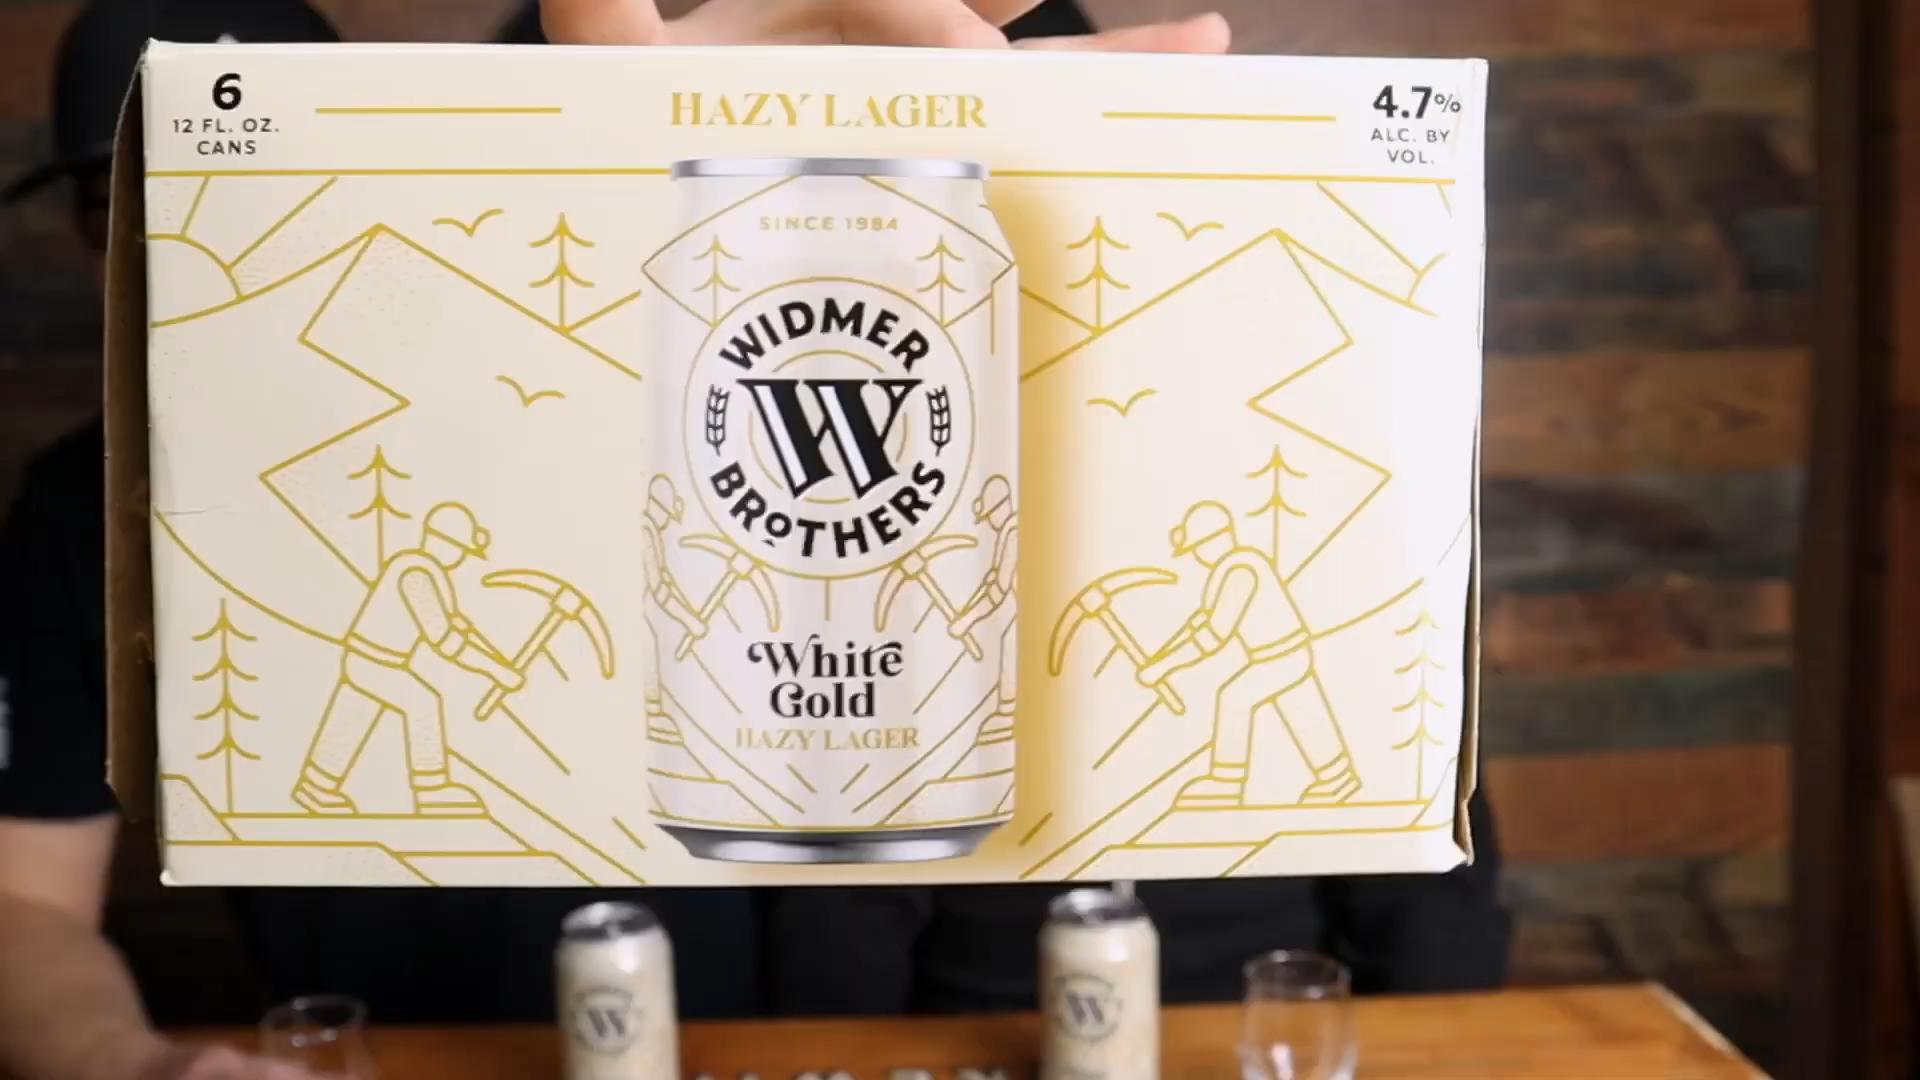 6
12 FL. OZ.
CANS
HAZY LAGER
4.7%
ALC. BY
VOL.
SINCE 1984
WIDMER
W
BROTHERS
White
Gold
HAZY LAGER
W
W